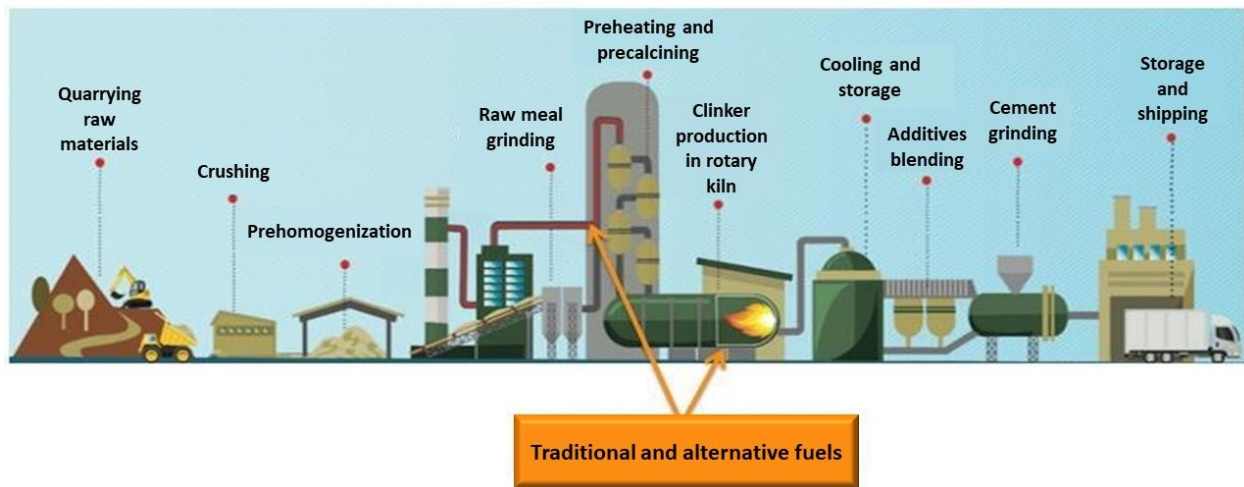 Quarrying
raw
materials
Crushing
Prehomogenization
Raw meal
grinding
Preheating and
precalcining
Clinker
production
in rotary
kiln
Cooling and
storage
Additives
blending
Cement
grinding
Storage
and
shipping
Traditional and alternative fuels